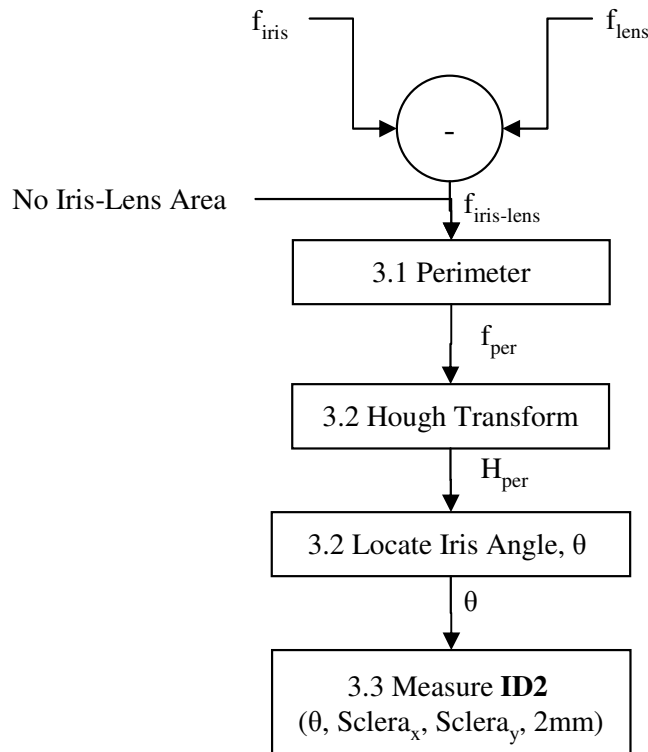 f_iris
f_lens
-
No Iris-Lens Area
f_iris-lens
3.1 Perimeter
f_per
3.2 Hough Transform
H_per
3.2 Locate Iris Angle, θ
θ
3.3 Measure ID2
(θ, Sclera_x, Sclera_y, 2mm)